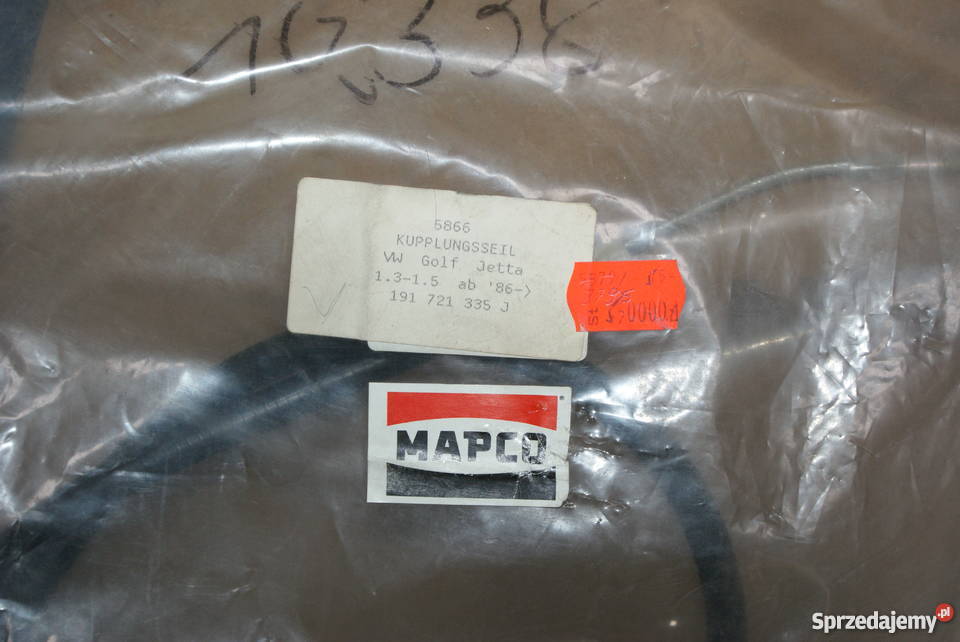 5866
KUPPLUNGSSEIL
VW Golf Jetta
1.3-1.5 ab '86->
191 721 335 J
MAPCO
Sprzedajemy.pl